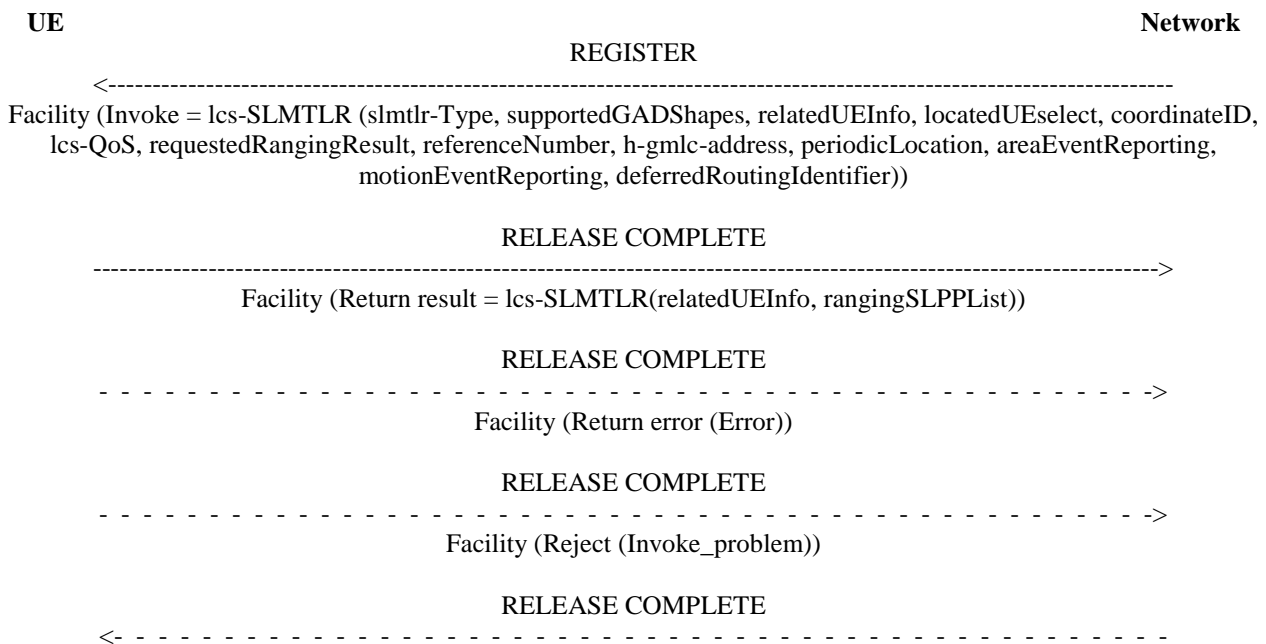 UE Network
REGISTER
<------------------------------------------------------------------------------------------------------------------------
Facility (Invoke = lcs-SLMTLR (slmtlr-Type, supportedGADShapes, relatedUEInfo, locatedUEselect, coordinateID,
lcs-QoS, requestedRangingResult, referenceNumber, h-gmlc-address, periodicLocation, areaEventReporting,
motionEventReporting, deferredRoutingIdentifier))
RELEASE COMPLETE
------------------------------------------------------------------------------------------------------------------------>
Facility (Return result = lcs-SLMTLR(relatedUEInfo, rangingSLPPList))
RELEASE COMPLETE
- - - - - - - - - - - - - - - - - - - - - - - - - - - - - - - - - - - - - - - - - - - - - - - ->
Facility (Return error (Error))
RELEASE COMPLETE
- - - - - - - - - - - - - - - - - - - - - - - - - - - - - - - - - - - - - - - - - - - - - - - ->
Facility (Reject (Invoke_problem))
RELEASE COMPLETE
<- - - - - - - - - - - - - - - - - - - - - - - - - - - - - - - - - - - - - - - - - - - - - - - -